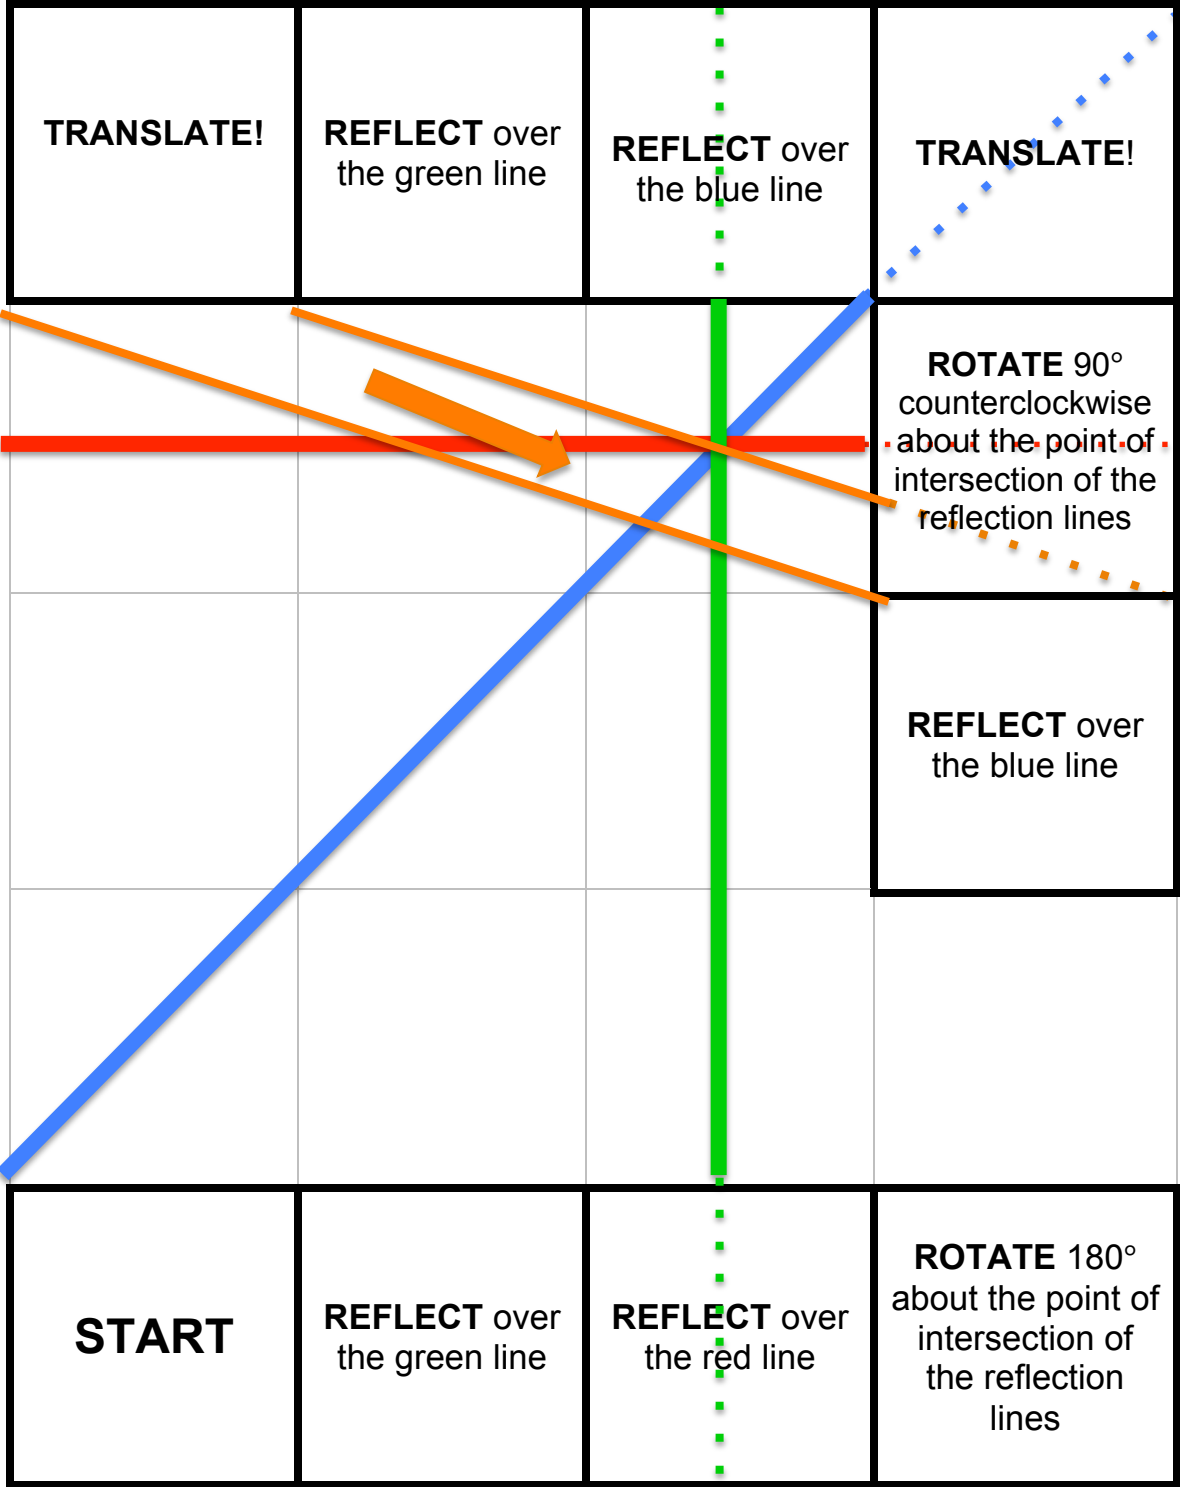 TRANSLATE!
REFLECT over
the green line
REFLECT over
the blue line
TRANSLATE!
ROTATE 90°
counterclockwise
about the point of
intersection of the
reflection lines
REFLECT over
the blue line
START
REFLECT over
the green line
REFLECT over
the red line
ROTATE 180°
about the point of
intersection of
the reflection
lines